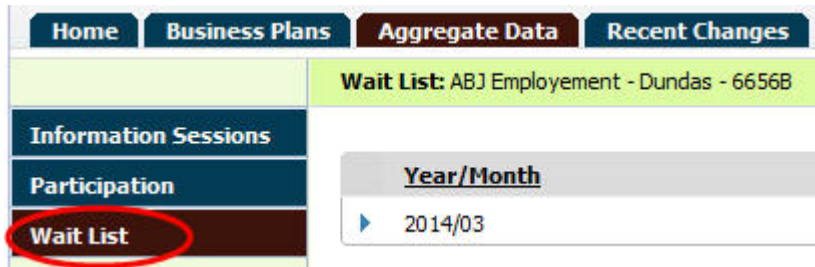 Home Business Plans Aggregate Data Recent Changes
Wait List: ABJ Employement - Dundas - 6656B
Information Sessions
Participation
Wait List
Year/Month
2014/03